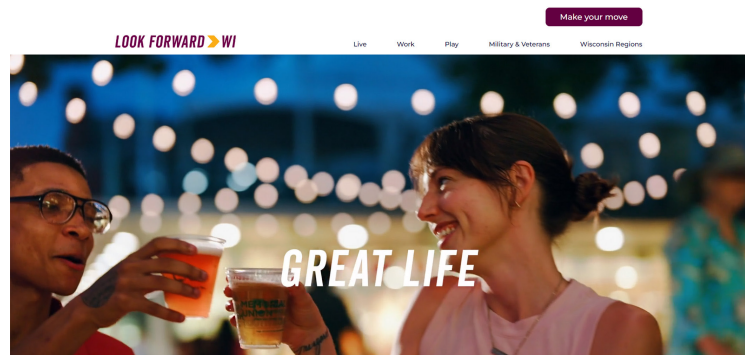 Make your move
LOOK FORWARD WI
Live Work Play Military & Veterans Wisconsin Regions
GREAT LIFE